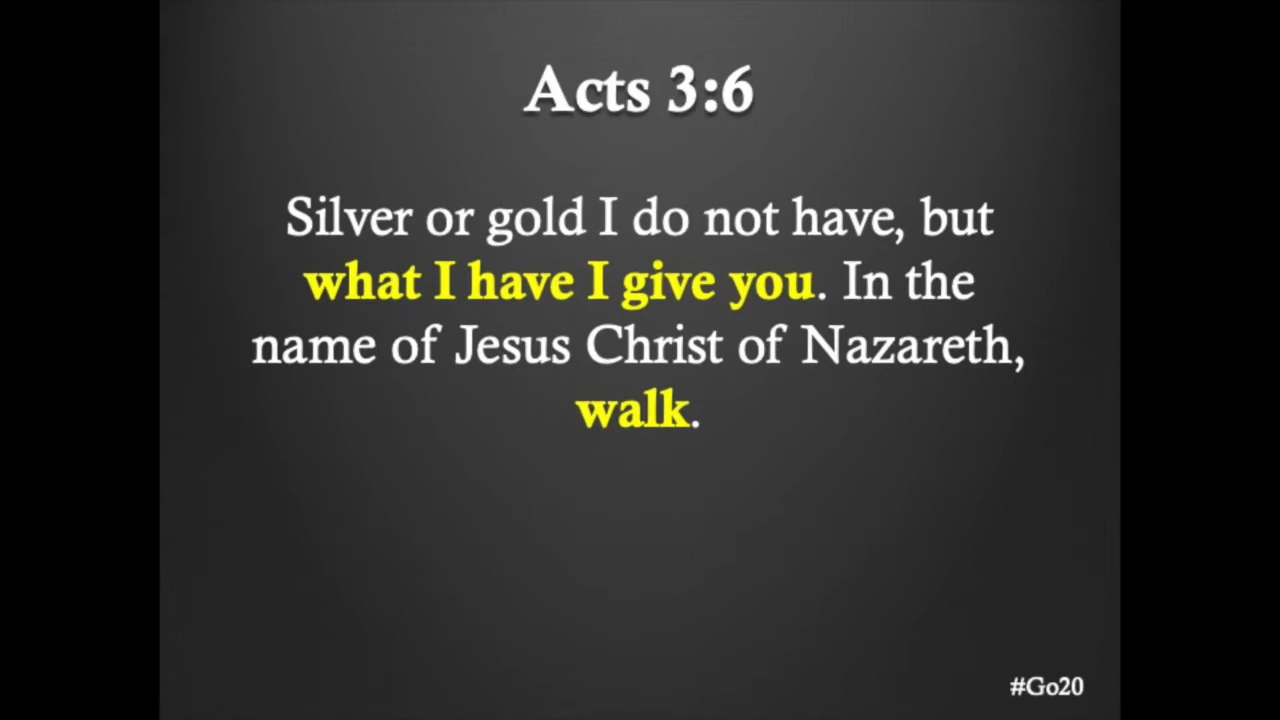 Acts 3:6
Silver or gold I do not have, but
what I have I give you. In the
name of Jesus Christ of Nazareth,
walk.
#Go20